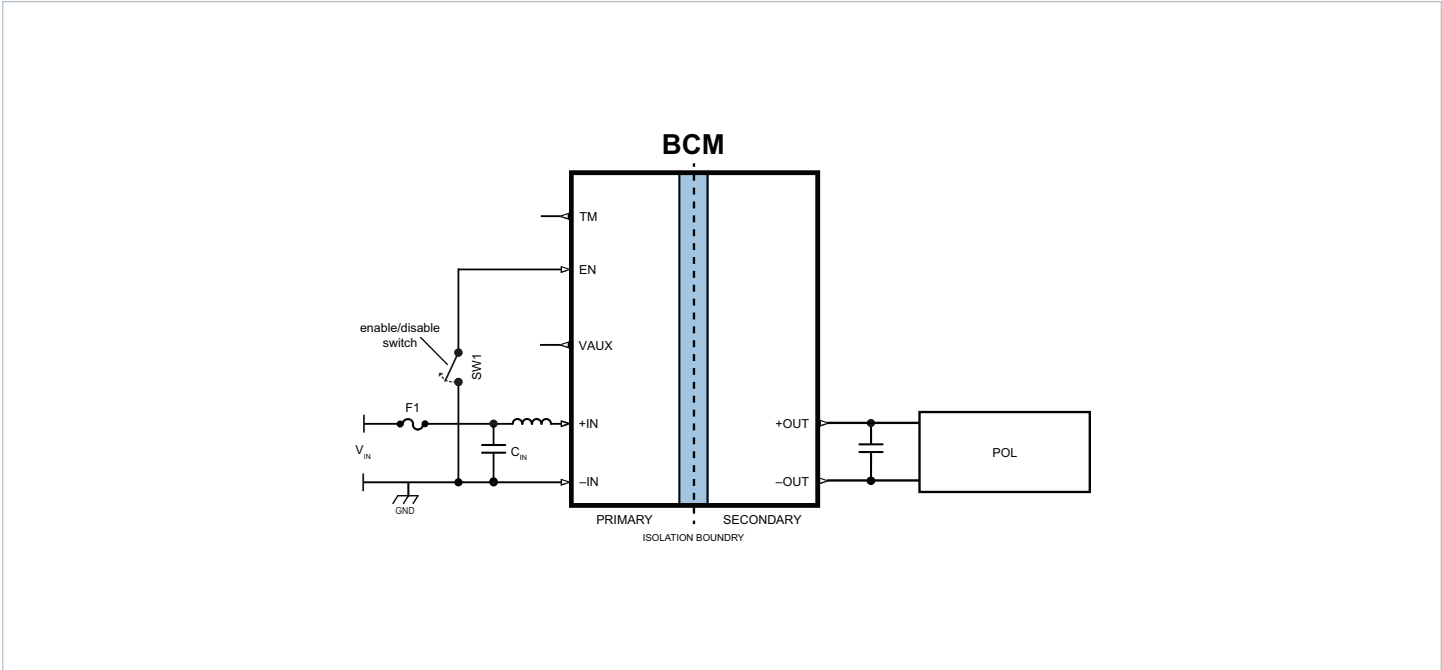 BCM
TM
EN
enable/disable
switch
SW1
VAUX
F1
+IN
+OUT
V_IN
C_IN
POL
–IN
–OUT
GND
PRIMARY
SECONDARY
ISOLATION BOUNDRY